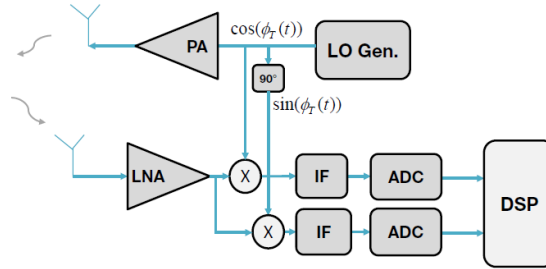 cos(ϕ_T(t))
PA
LO Gen.
90°
sin(ϕ_T(t))
LNA
X
IF
ADC
DSP
X
IF
ADC